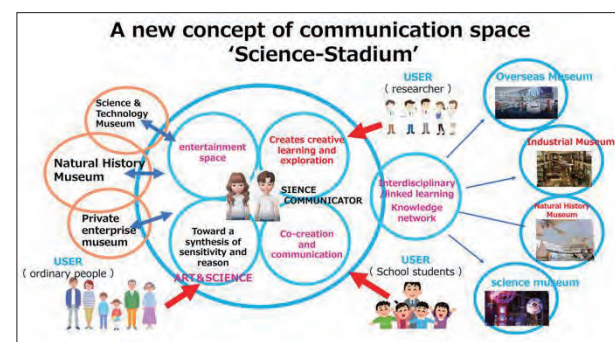 A new concept of communication space
‘Science-Stadium’
Science &
Technology
Museum
Natural History
Museum
Private
enterprise
museum
USER
( ordinary people )
entertainment
space
Creates creative
learning and
exploration
SIENCE
COMMUNICATOR
Toward a
synthesis of
sensitivity and
reason
ART&SCIENCE
Co-creation
and
communication
USER
( researcher )
USER
( School students )
Interdisciplinary
/linked learning
Knowledge
network
Overseas Museum
Industrial Museum
Natural History
Museum
science museum